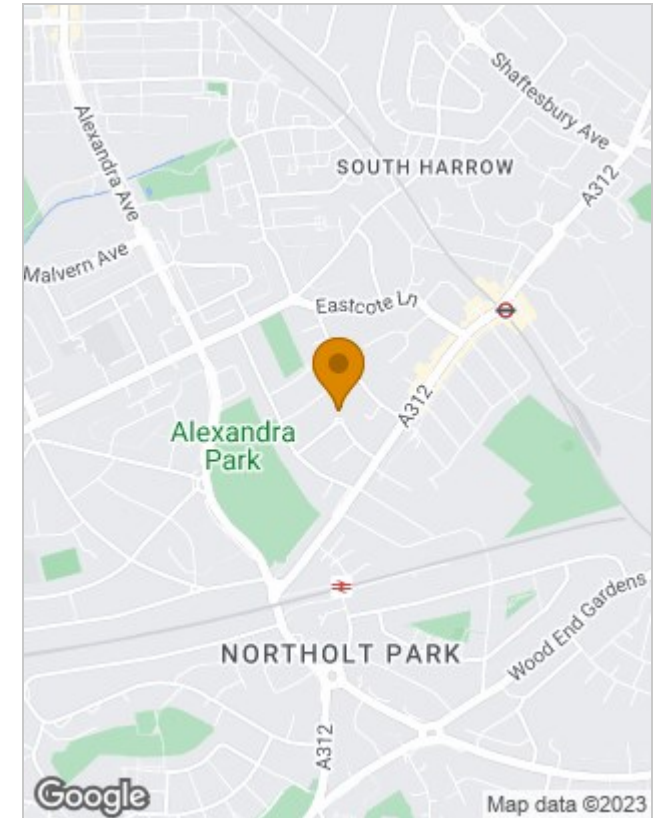 Shaftesbury Ave
Alexandra Ave
SOUTH HARROW
A312
Malvern Ave
Eastcote Ln
A312
Alexandra
Park
Wood End Gardens
NORTHOLT PARK
A312
Google
Map data ©2023